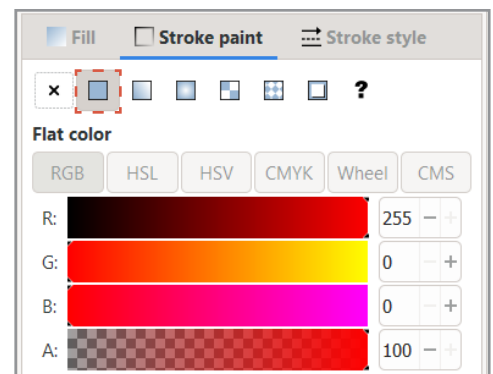 Fill Stroke paint Stroke style
× ?
Flat color
RGB HSL HSV CMYK Wheel CMS
R: 255 − +
G: 0 − +
B: 0 − +
A: 100 − +